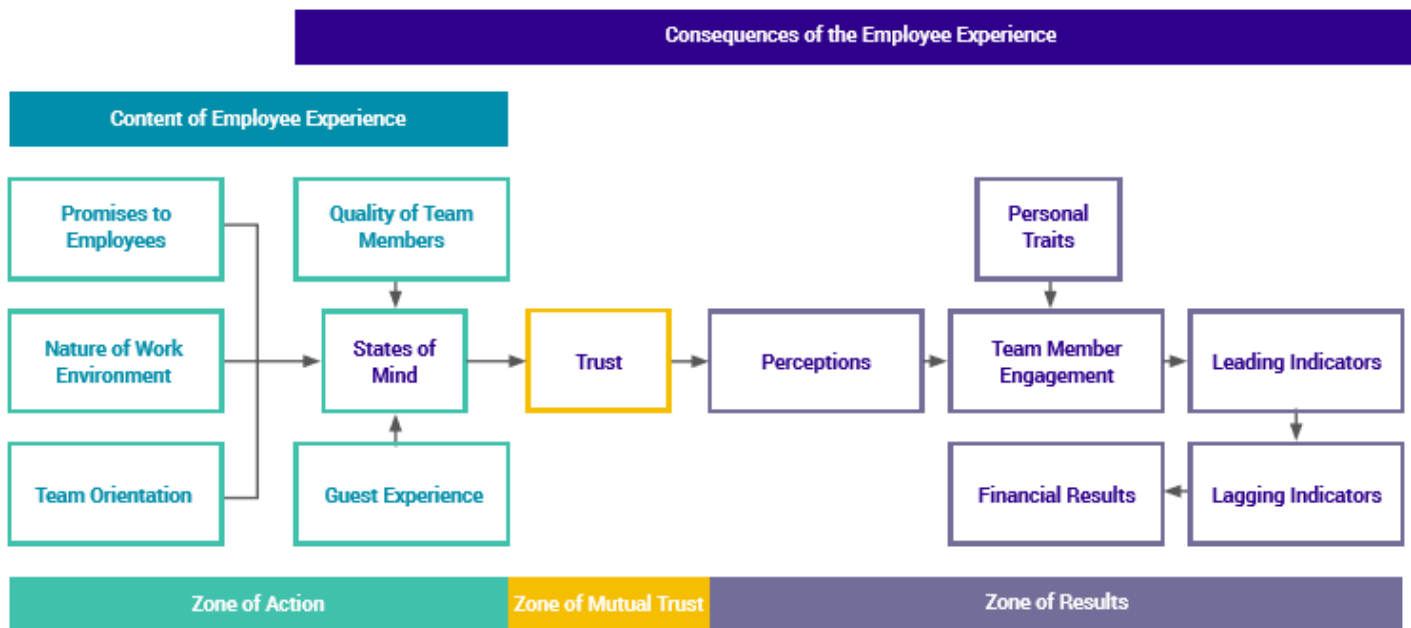 Consequences of the Employee Experience
Content of Employee Experience
Promises to
Employees
Quality of Team
Members
Personal
Traits
Nature of Work
Environment
States of
Mind
Trust
Perceptions
Team Member
Engagement
Leading Indicators
Team Orientation
Guest Experience
Financial Results
Lagging Indicators
Zone of Action
Zone of Mutual Trust
Zone of Results